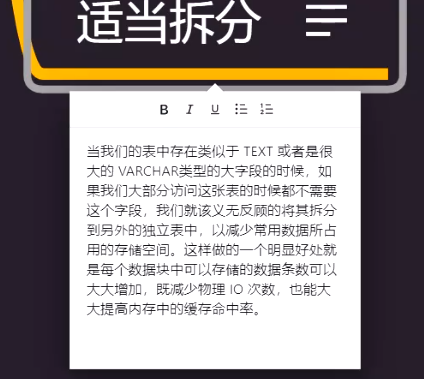 适当拆分
B I U
当我们的表中存在类似于 TEXT 或者是很
大的 VARCHAR类型的大字段的时候，如
果我们大部分访问这张表的时候都不需要
这个字段，我们就该义无反顾的将其拆分
到另外的独立表中，以减少常用数据所占
用的存储空间。这样做的一个明显好处就
是每个数据块中可以存储的数据条数可以
大大增加，既减少物理 IO 次数，也能大
大提高内存中的缓存命中率。